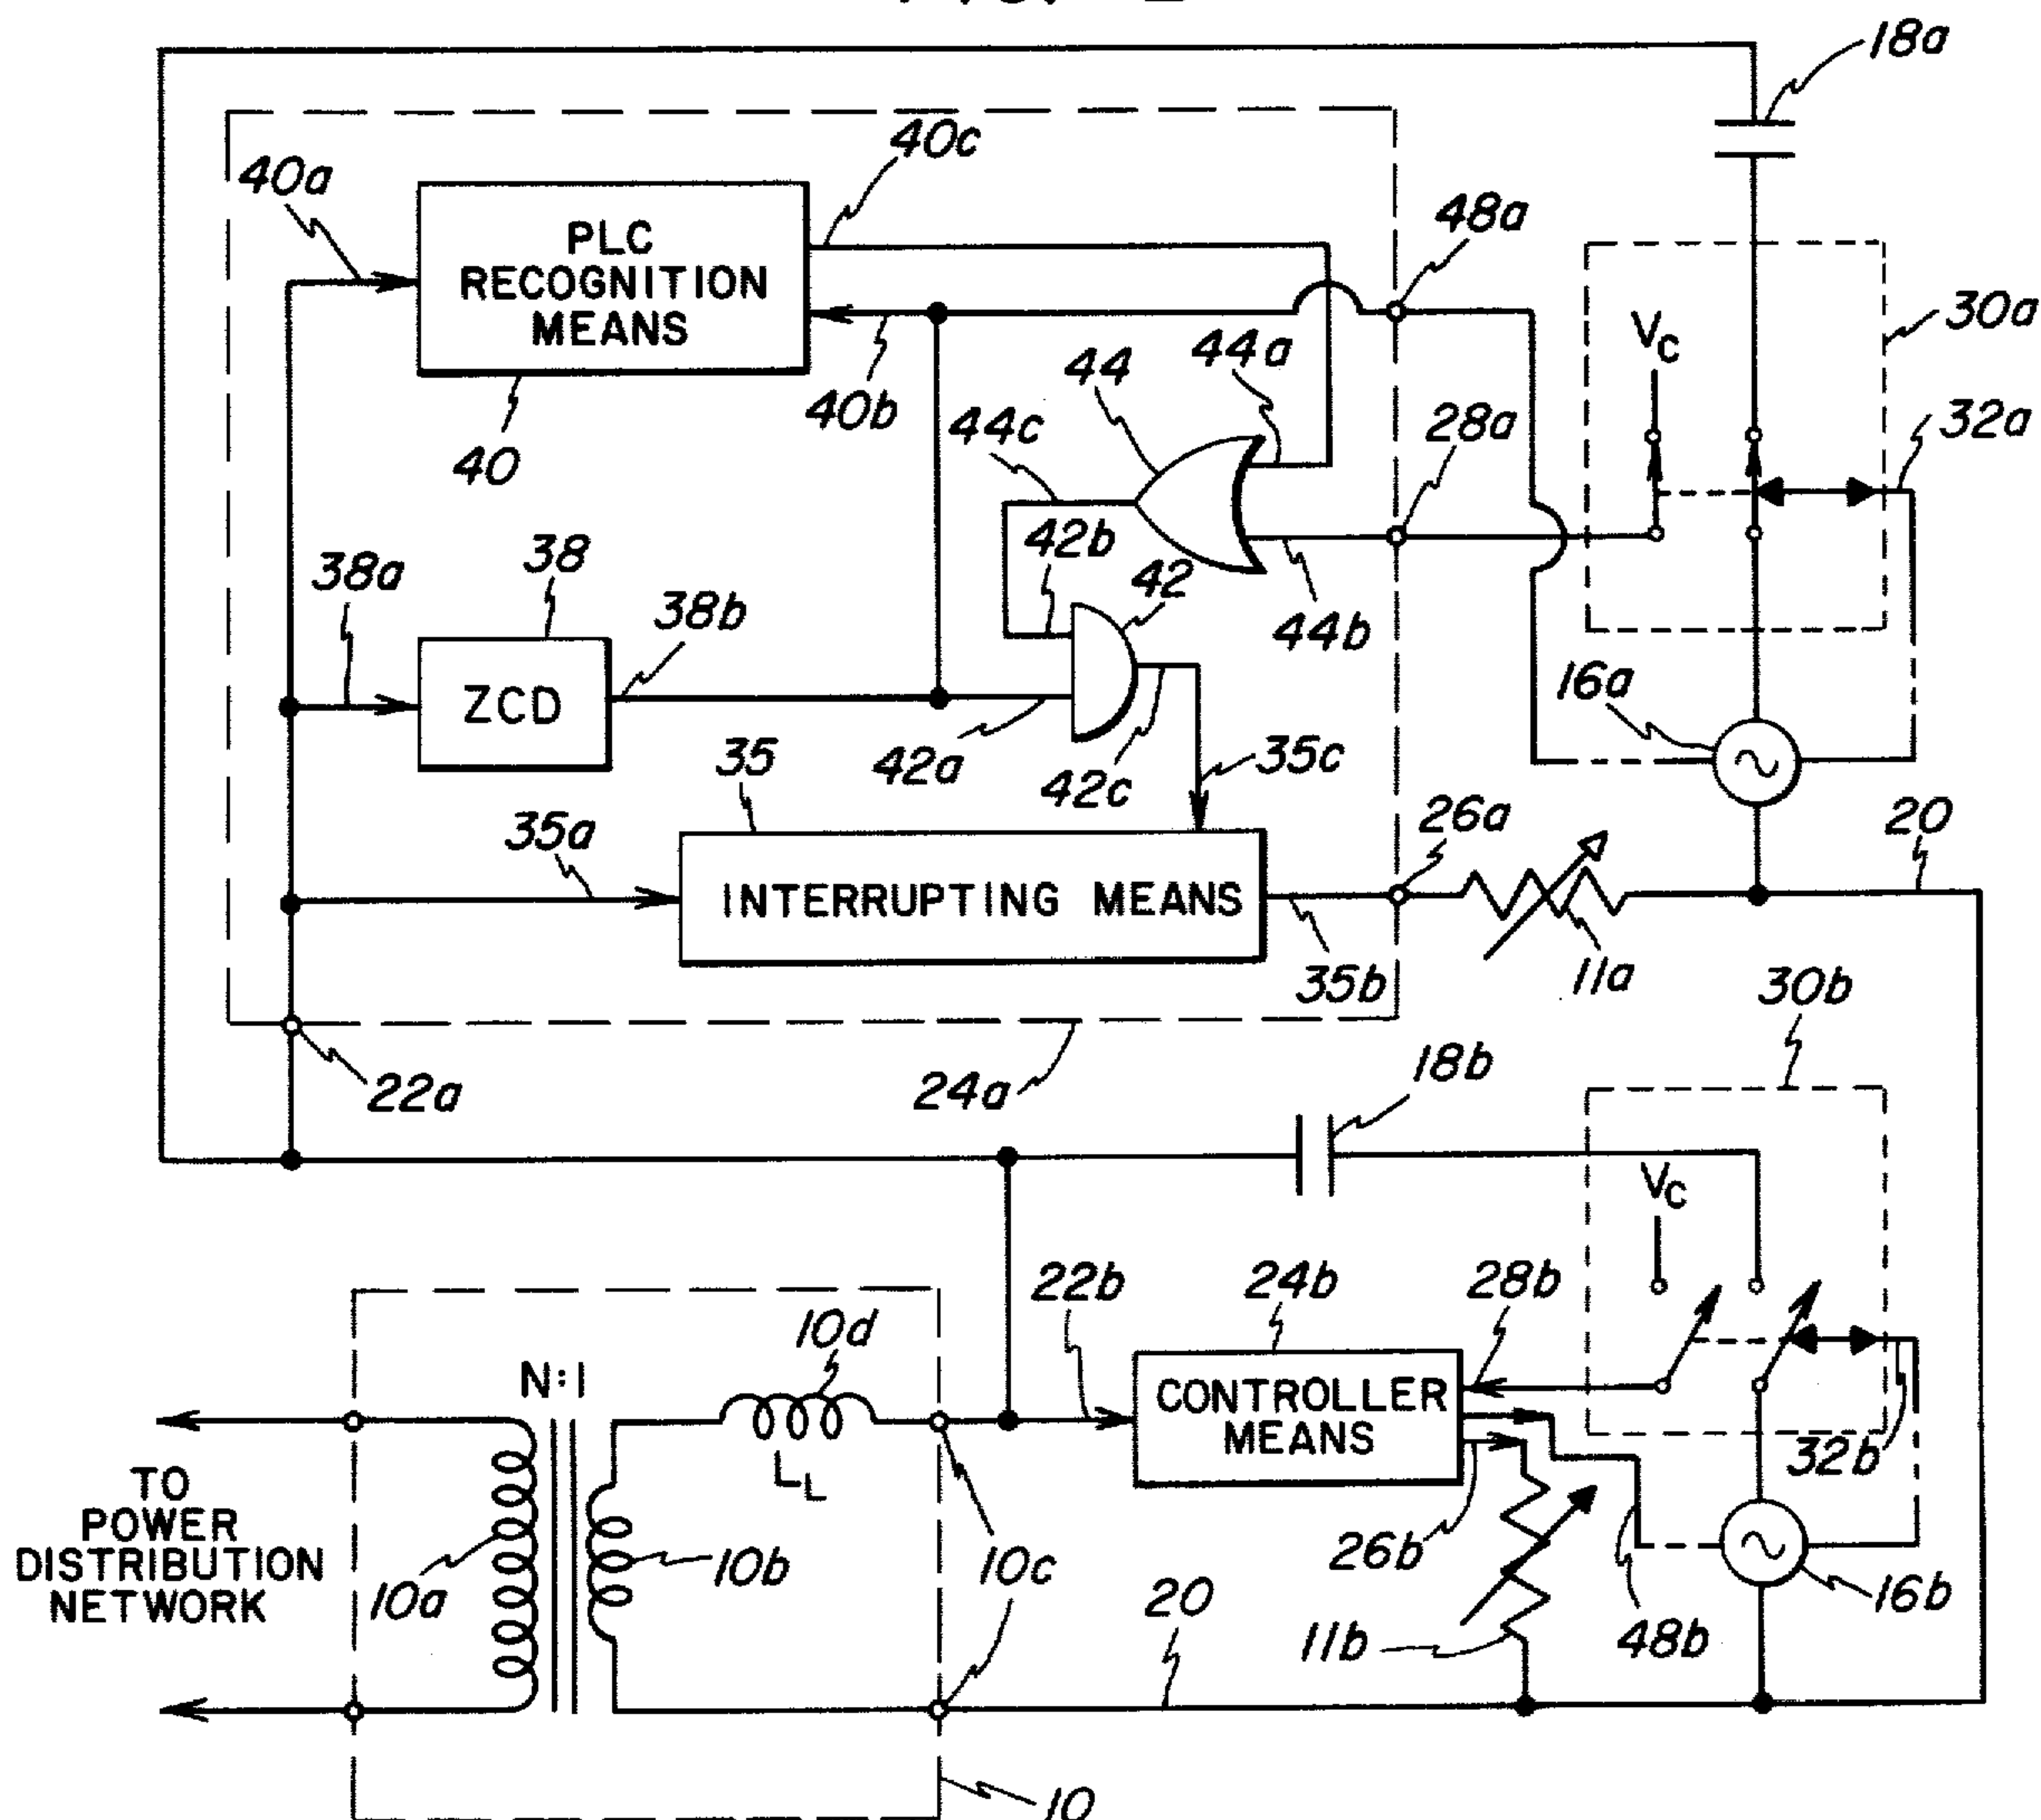 18a
40c
40a
48a
PLC
RECOGNITION
MEANS
30a
VC
44a
44
40b
44c
28a
32a
40
42b
38
42
38a
38b
44b
16a
ZCD
35
42a
42c
35c
26a
20
35a
INTERRUPTING MEANS
35b
11a
30b
22a
24a
18b
VC
22b
24b
28b
10d
N:1
CONTROLLER
MEANS
LL
32b
TO
POWER
DISTRIBUTION
NETWORK
10a
10b
10c
26b
20
16b
11b
48b
10